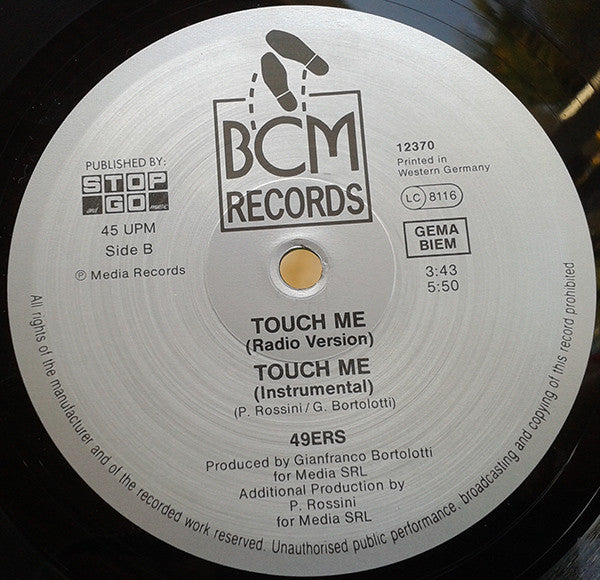 BCM
RECORDS
PUBLISHED BY:
STOP
and GO music
45 UPM
Side B
Ⓟ Media Records
12370
Printed in
Western Germany
LC 8116
GEMA
BIEM
3:43
5:50
TOUCH ME
(Radio Version)
TOUCH ME
(Instrumental)
(P. Rossini / G. Bortolotti)
49ERS
Produced by Gianfranco Bortolotti
for Media SRL
Additional Production by
P. Rossini
for Media SRL
All rights of the manufacturer and of the recorded work reserved. Unauthorised public performance, broadcasting and copying of this record prohibited